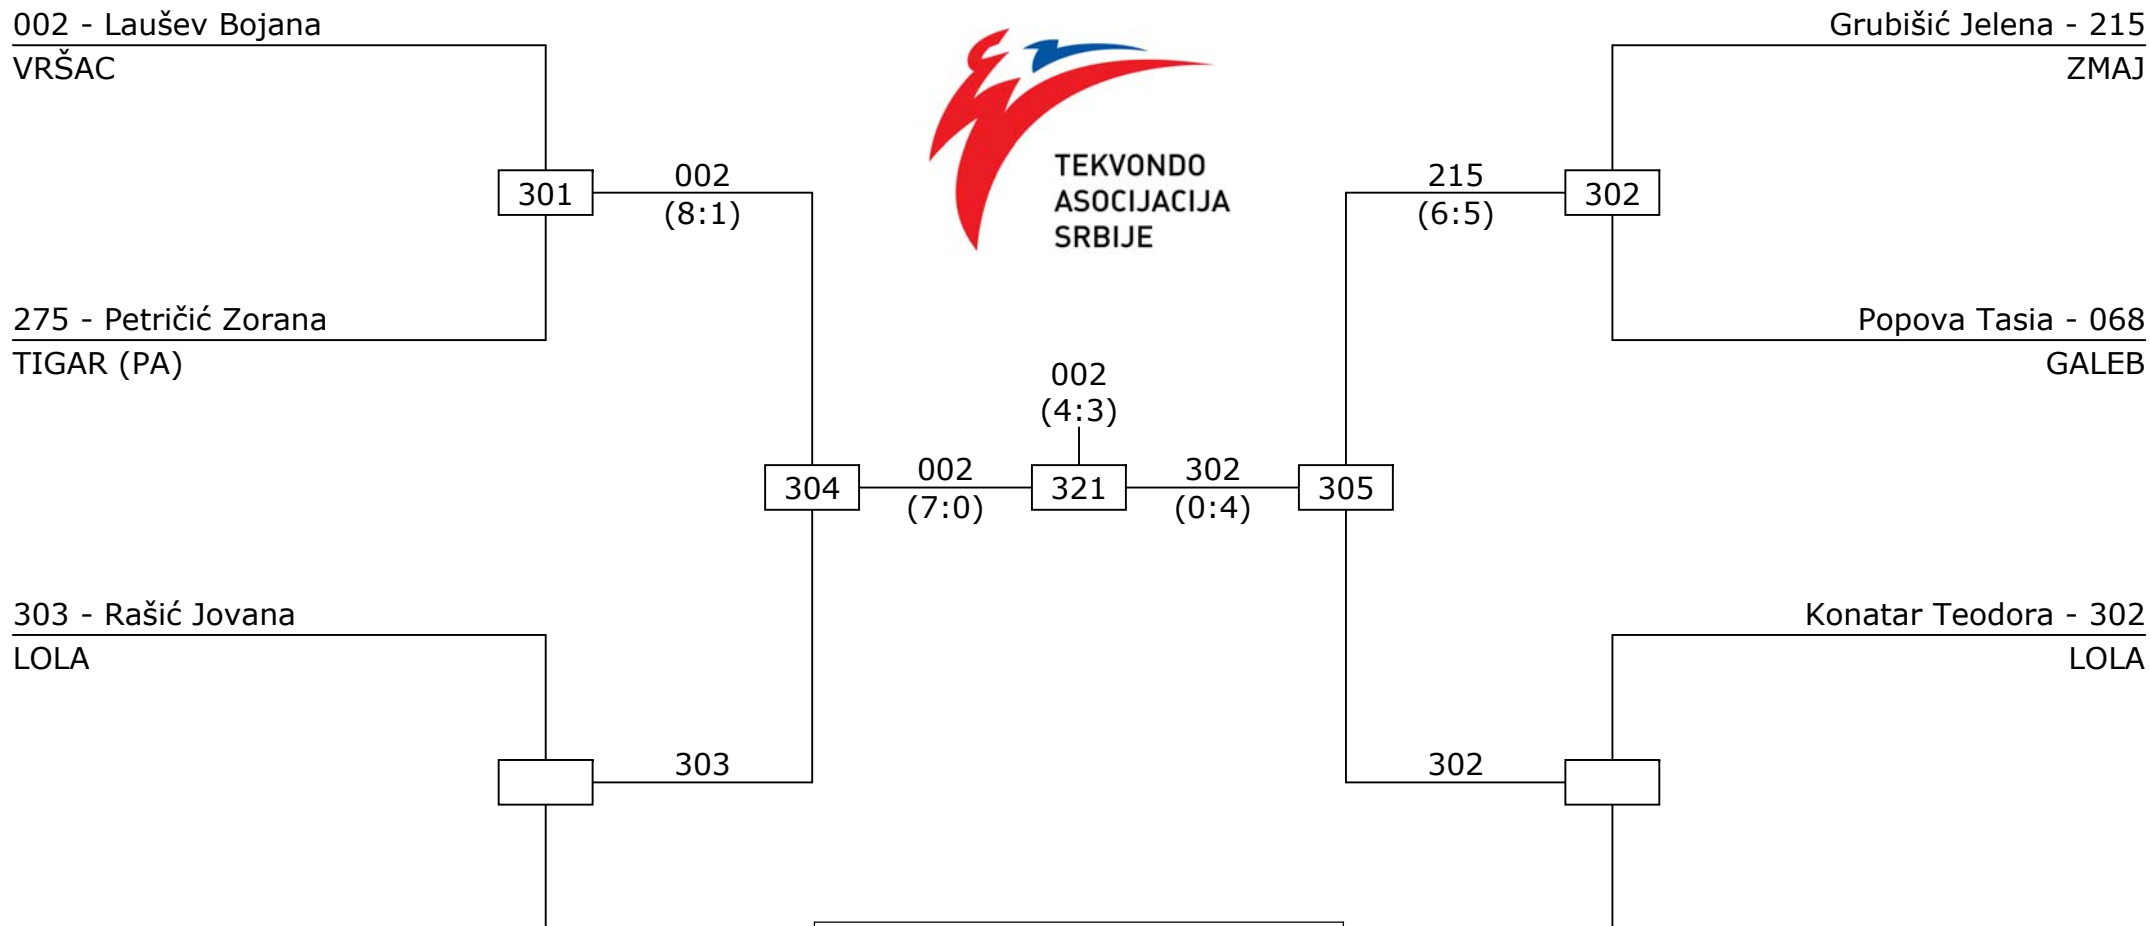 002 - Laušev Bojana
VRŠAC
Grubišić Jelena - 215
ZMAJ
TEKVONDO
ASOCIJACIJA
SRBIJE
301
002
(8:1)
215
(6:5)
302
275 - Petričić Zorana
TIGAR (PA)
Popova Tasia - 068
GALEB
002
(4:3)
304
002
(7:0)
321
302
(0:4)
305
303 - Rašić Jovana
LOLA
Konatar Teodora - 302
LOLA
303
302